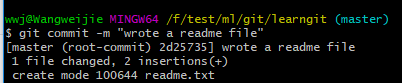 wwj@Wangweijie MINGW64 /f/test/ml/git/learngit (master)
$ git commit -m "wrote a readme file"
[master (root-commit) 2d25735] wrote a readme file
 1 file changed, 2 insertions(+)
 create mode 100644 readme.txt